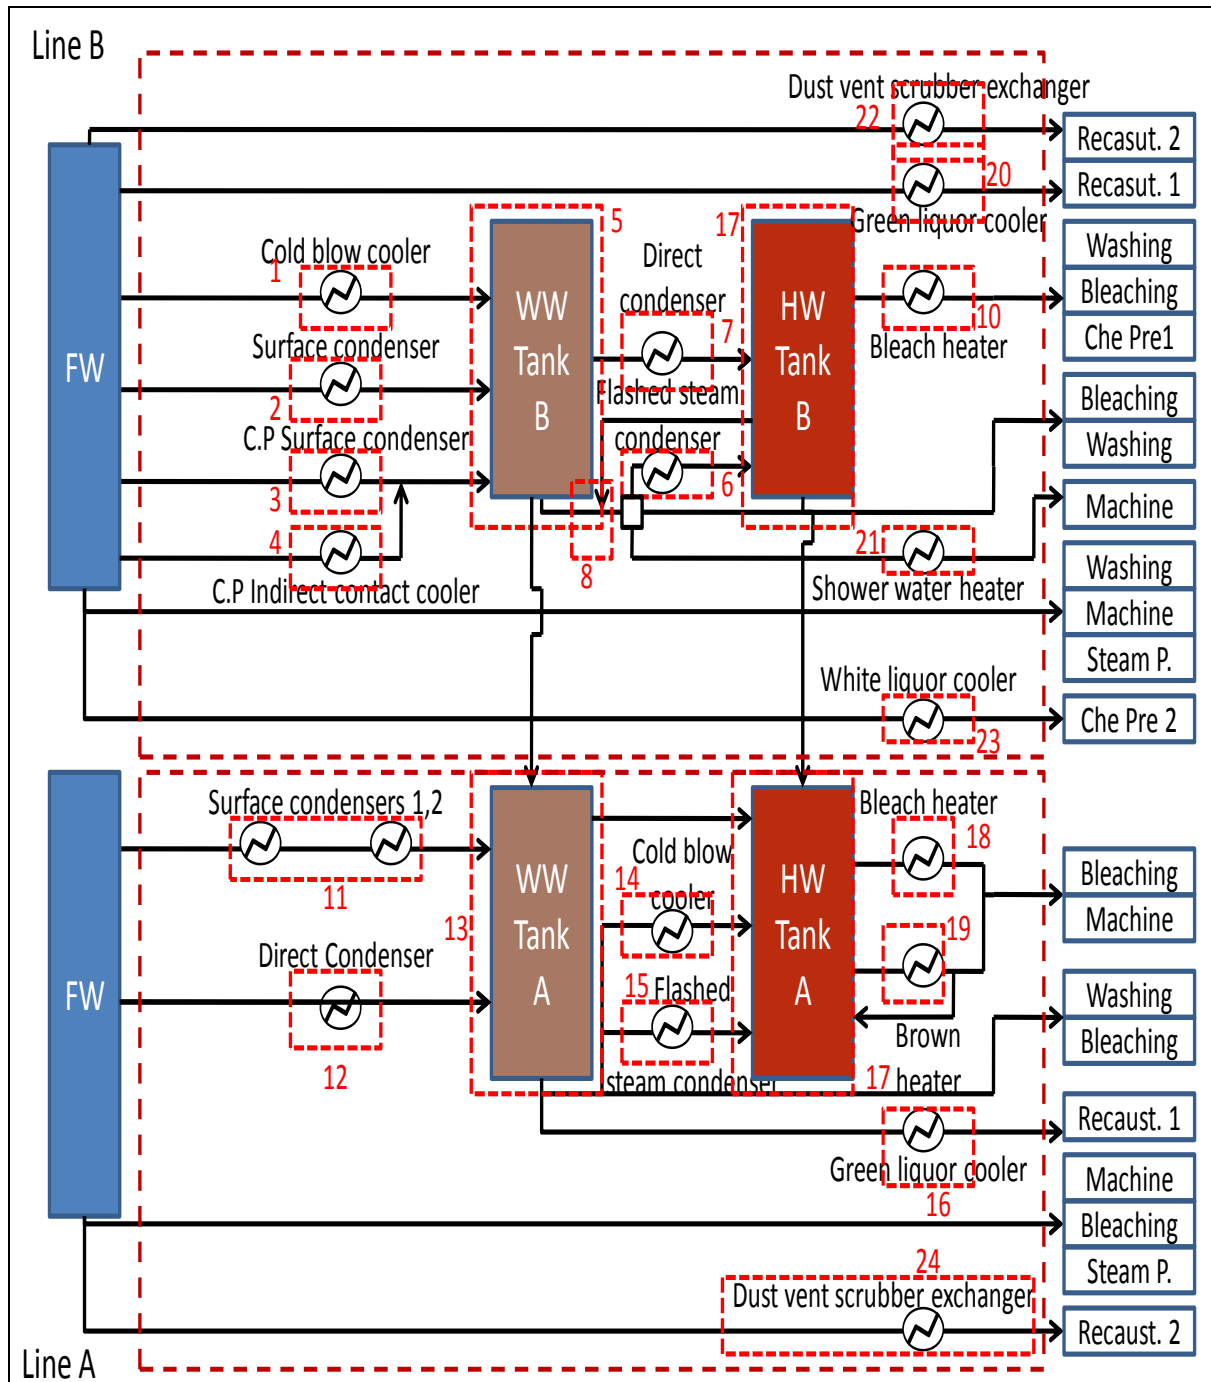 Line B
Dust vent scrubber exchanger
22
Recasut. 2
Recasut. 1
20
Green liquor cooler
FW
Cold blow cooler
1
5
WW
Tank
B
Direct
condenser
7
17
HW
Tank
B
10
Bleach heater
Washing
Bleaching
Che Pre1
Surface condenser
2
Flashed steam
condenser
6
Bleaching
Washing
C.P Surface condenser
3
4
C.P Indirect contact cooler
8
21
Shower water heater
Machine
Washing
Machine
Steam P.
White liquor cooler
23
Che Pre 2
FW
Surface condensers 1,2
11
Direct Condenser
12
13
WW
Tank
A
Cold blow
cooler
14
15
Flashed
steam condenser
HW
Tank
A
Bleach heater
18
19
Brown
heater
17
Bleaching
Machine
Washing
Bleaching
Recaust. 1
Green liquor cooler
16
Machine
Bleaching
Steam P.
24
Dust vent scrubber exchanger
Recaust. 2
Line A